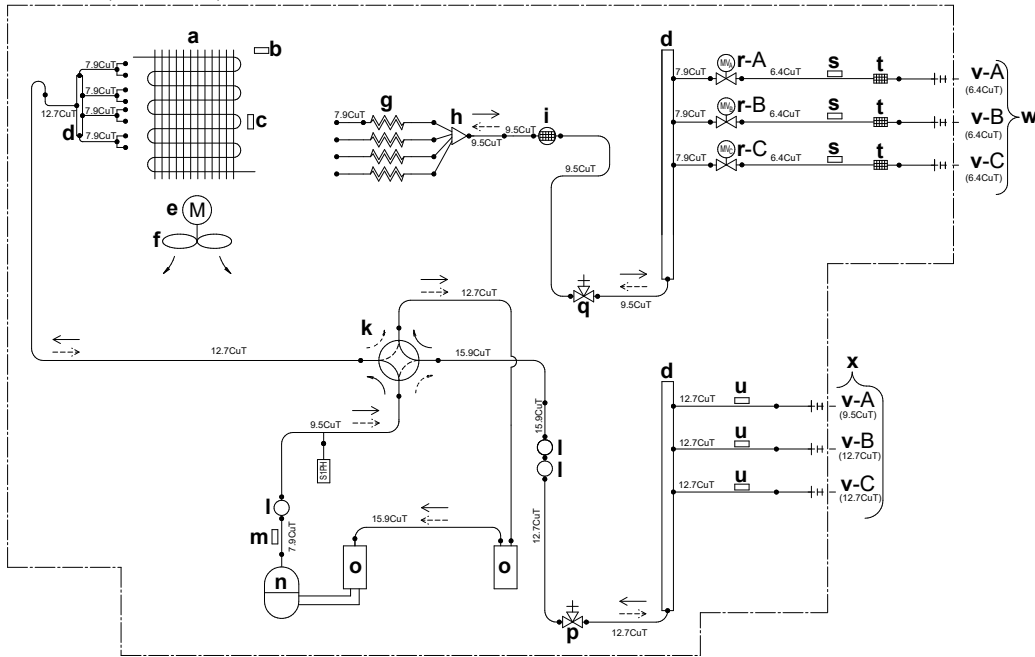 a
b
7.9CuT
7.9CuT
7.9CuT
7.9CuT
12.7CuT
d
c
e
M
f
g
7.9CuT
h
9.5CuT
9.5CuT
i
9.5CuT
q
9.5CuT
d
7.9CuT
r-A
6.4CuT
s
t
v-A
(6.4CuT)
7.9CuT
r-B
6.4CuT
s
t
v-B
(6.4CuT)
7.9CuT
r-C
6.4CuT
s
t
v-C
(6.4CuT)
w
12.7CuT
k
12.7CuT
15.9CuT
15.9CuT
9.5CuT
S1PH
l
l
l
m
7.9CuT
n
15.9CuT
o
o
12.7CuT
p
12.7CuT
d
12.7CuT
u
v-A
(9.5CuT)
12.7CuT
u
v-B
(12.7CuT)
12.7CuT
u
v-C
(12.7CuT)
x